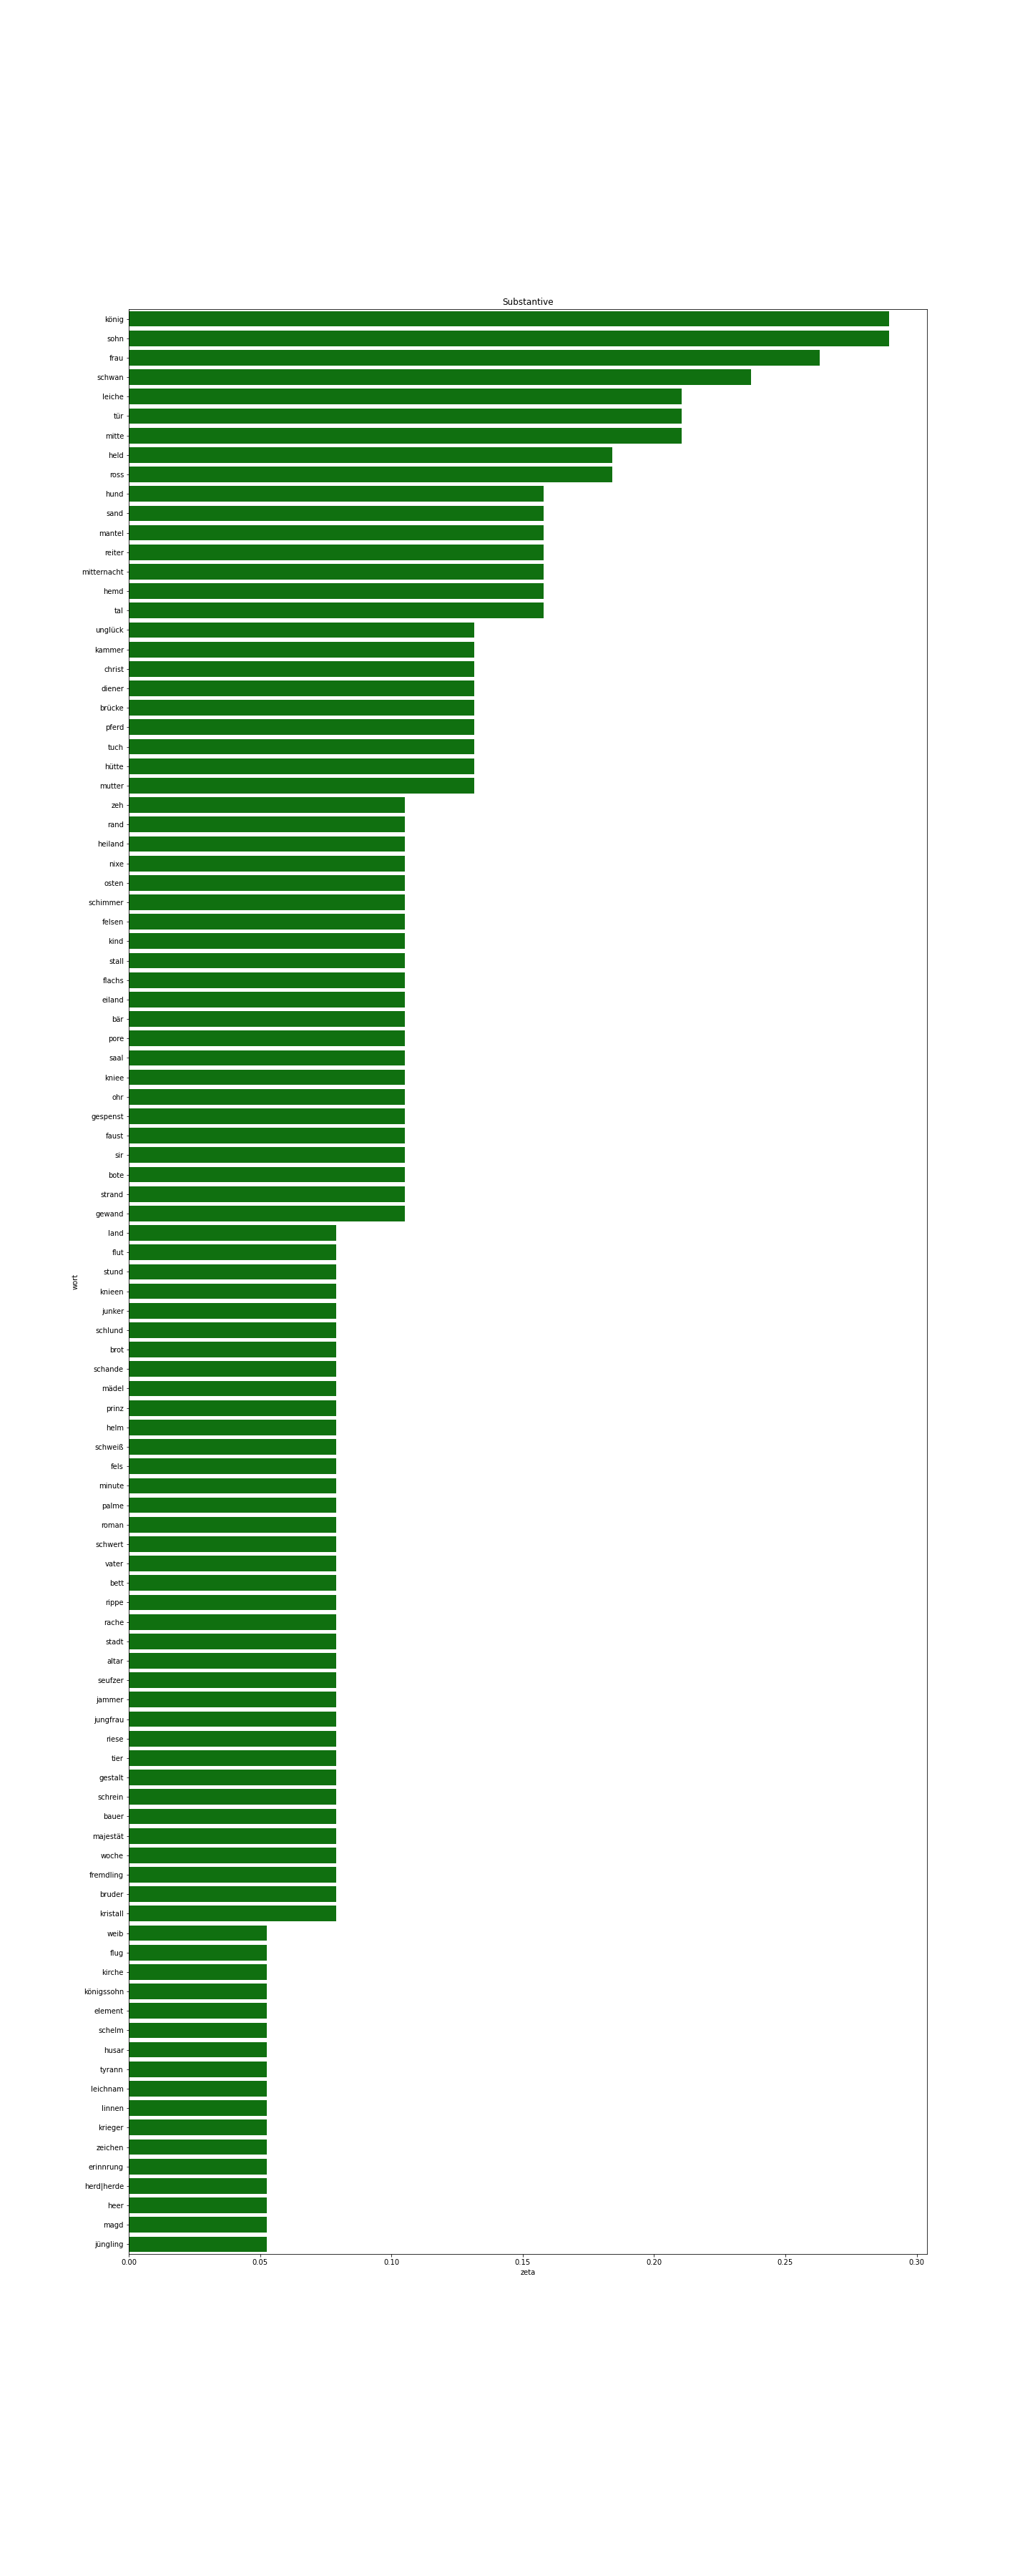 Substantive
könig
sohn
frau
schwan
leiche
tür
mitte
held
ross
hund
sand
mantel
reiter
mitternacht
hemd
tal
unglück
kammer
christ
diener
brücke
pferd
tuch
hütte
mutter
zeh
rand
heiland
nixe
osten
schimmer
felsen
kind
stall
flachs
eiland
bär
pore
saal
kniee
ohr
gespenst
faust
sir
bote
strand
gewand
land
flut
stund
knieen
junker
schlund
brot
schande
mädel
prinz
helm
schweiß
fels
minute
palme
roman
schwert
vater
bett
rippe
rache
stadt
altar
seufzer
jammer
jungfrau
riese
tier
gestalt
schrein
bauer
majestät
woche
fremdling
bruder
kristall
weib
flug
kirche
königssohn
element
schelm
husar
tyrann
leichnam
linnen
krieger
zeichen
erinnrung
herd|herde
heer
magd
jüngling
wort
0.00 0.05 0.10 0.15 0.20 0.25 0.30
zeta